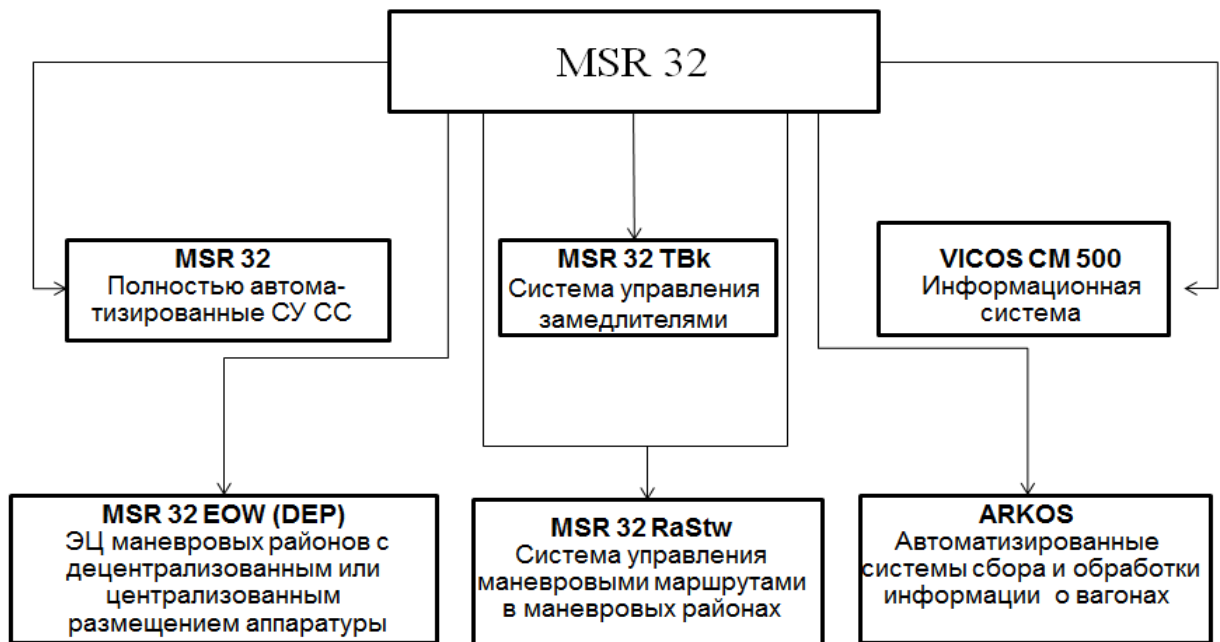 MSR 32
MSR 32
Полностью автома-
тизированные СУ СС
MSR 32 TBk
Система управления
замедлителями
VICOS CM 500
Информационная
система
MSR 32 EOW (DEP)
ЭЦ маневровых районов с
децентрализованным или
централизованным
размещением аппаратуры
MSR 32 RaStw
Система управления
маневровыми маршрутами
в маневровых районах
ARKOS
Автоматизированные
системы сбора и обработки
информации о вагонах